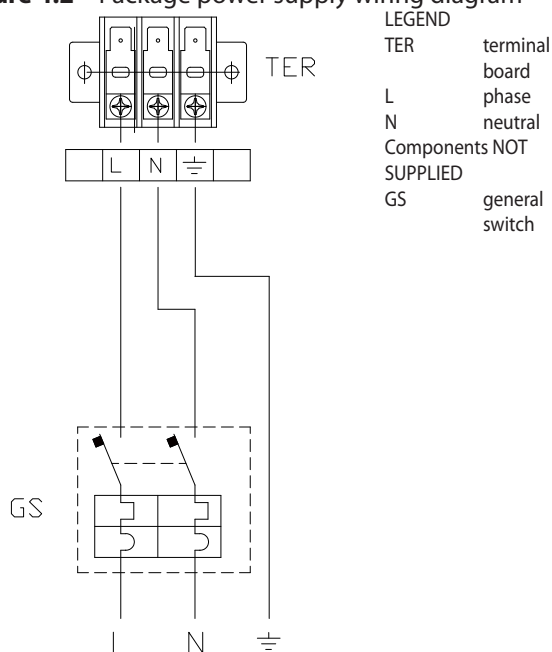 Package power supply wiring diagram
LEGEND
TER terminal board
L phase
N neutral
Components NOT SUPPLIED
GS general switch
TER
L N
GS
L N